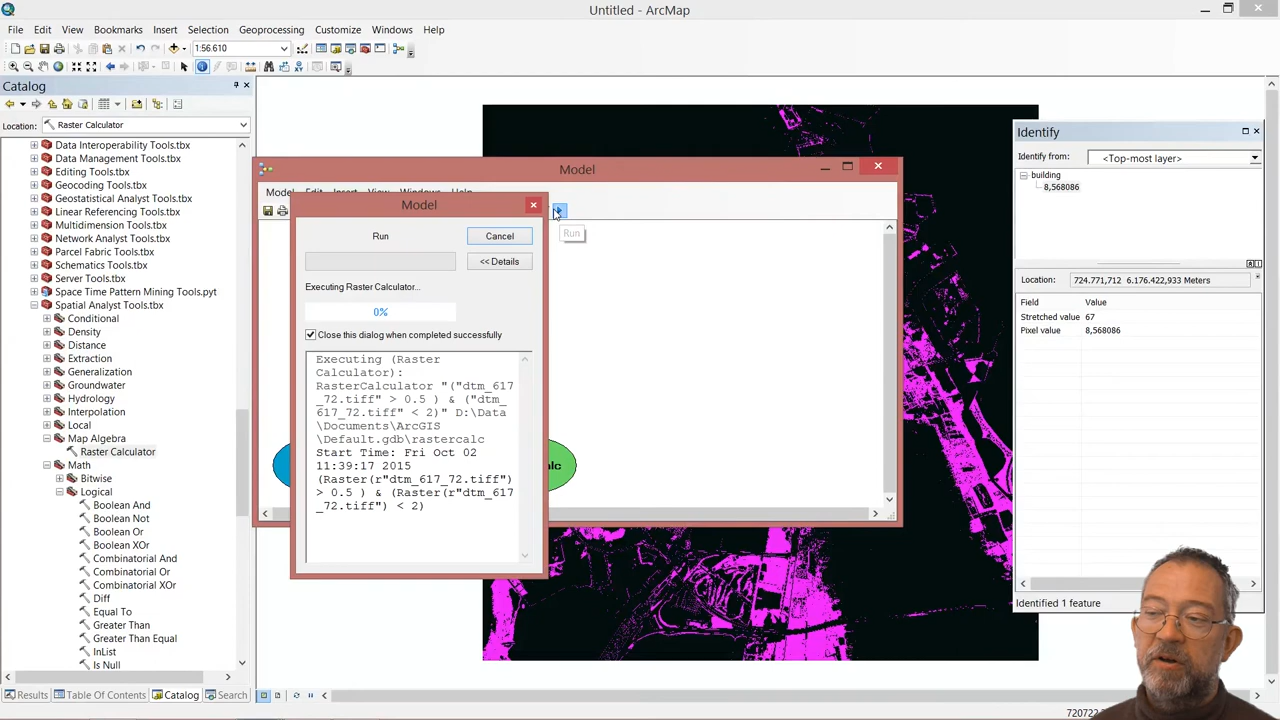 Untitled - ArcMap
File Edit View Bookmarks Insert Selection Geoprocessing Customize Windows Help
1:56.610
Catalog
Location: Raster Calculator
Data Interoperability Tools.tbx
Data Management Tools.tbx
Editing Tools.tbx
Geocoding Tools.tbx
Geostatistical Analyst Tools.tbx
Linear Referencing Tools.tbx
Multidimension Tools.tbx
Network Analyst Tools.tbx
Parcel Fabric Tools.tbx
Schematics Tools.tbx
Server Tools.tbx
Space Time Pattern Mining Tools.pyt
Spatial Analyst Tools.tbx
Conditional
Density
Distance
Extraction
Generalization
Groundwater
Hydrology
Interpolation
Local
Map Algebra
Raster Calculator
Math
Bitwise
Logical
Boolean And
Boolean Not
Boolean Or
Boolean XOr
Combinatorial And
Combinatorial Or
Combinatorial XOr
Diff
Equal To
Greater Than
Greater Than Equal
InList
Is Null
Results Table Of Contents Catalog Search
Model
Model Edit Insert View Windows Help
Run
Model
Run
Cancel
<< Details
Executing Raster Calculator...
0%
Close this dialog when completed successfully
Executing (Raster
Calculator):
RasterCalculator "("dtm_617
_72.tiff" > 0.5 ) & ("dtm_
617_72.tiff" < 2)" D:\Data
\Documents\ArcGIS
\Default.gdb\rastercalc
Start Time: Fri Oct 02
11:39:17 2015
(Raster(r"dtm_617_72.tiff")
> 0.5 ) & (Raster(r"dtm_617
_72.tiff") < 2)
Identify
Identify from: <Top-most layer>
building
8,568086
Location: 724.771,712 6.176.422,933 Meters
Field Value
Stretched value 67
Pixel value 8,568086
Identified 1 feature